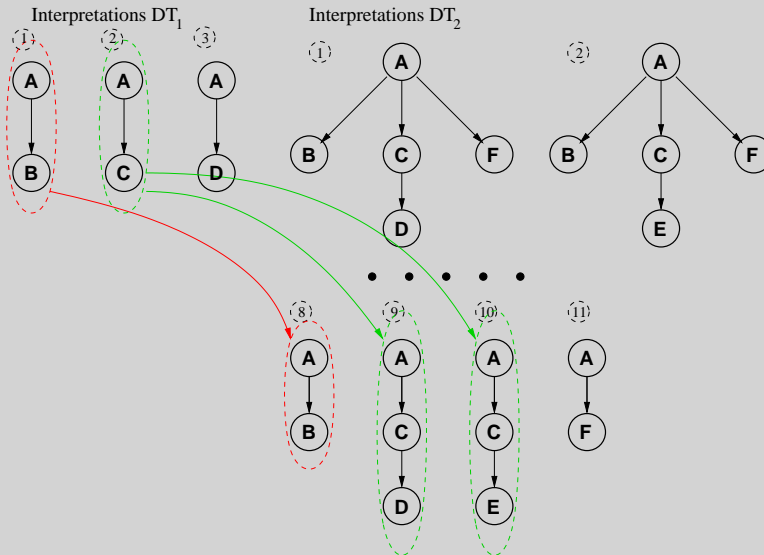 Interpretations DT1 Interpretations DT2
1 2 3 1 2
A A A A A
B C D B C F B C F
D E
8 9 10 11
A A A A
B C C F
D E